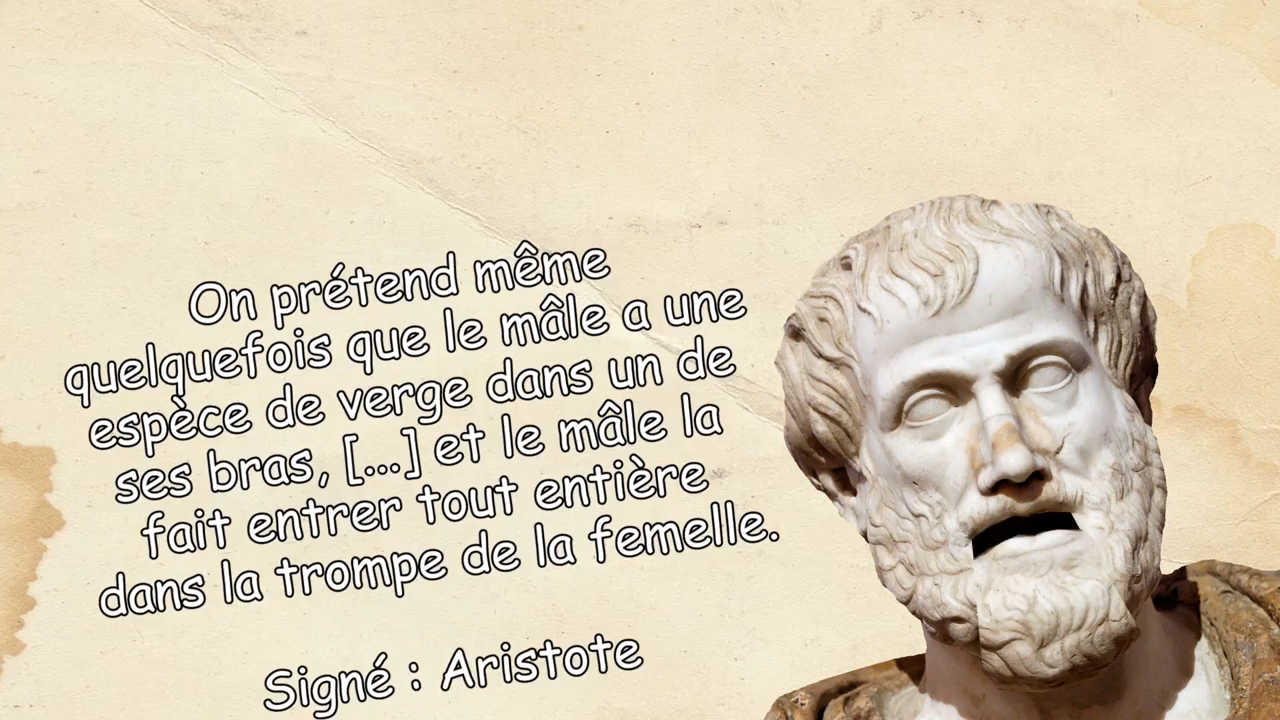 On prétend même
quelquefois que le mâle a une
espèce de verge dans un de
ses bras, [...] et le mâle la
fait entrer tout entière
dans la trompe de la femelle.
Signé : Aristote